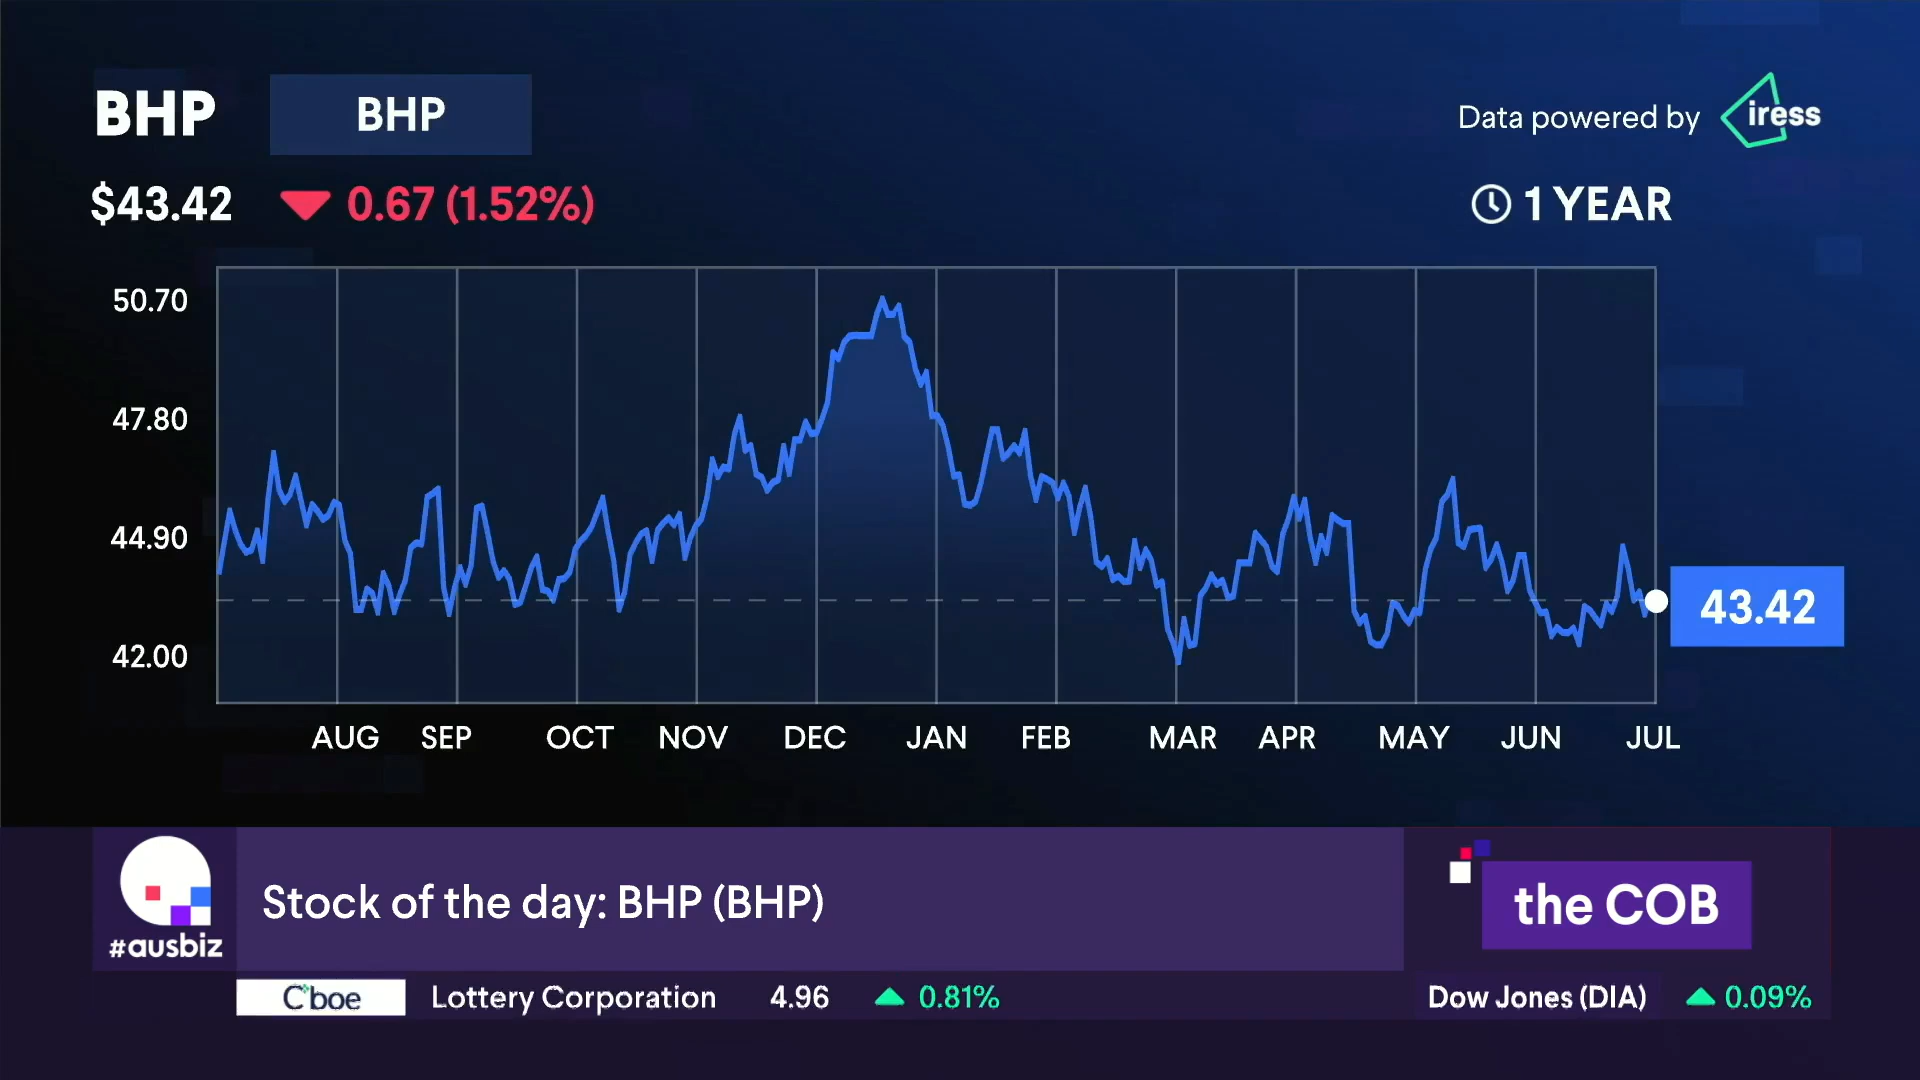 BHP BHP
Data powered by iress
$43.42 0.67 (1.52%)
1 YEAR
50.70
47.80
44.90
42.00
43.42
AUG SEP OCT NOV DEC JAN FEB MAR APR MAY JUN JUL
#ausbiz
Stock of the day: BHP (BHP)
the COB
Cboe Lottery Corporation 4.96 0.81% Dow Jones (DIA) 0.09%